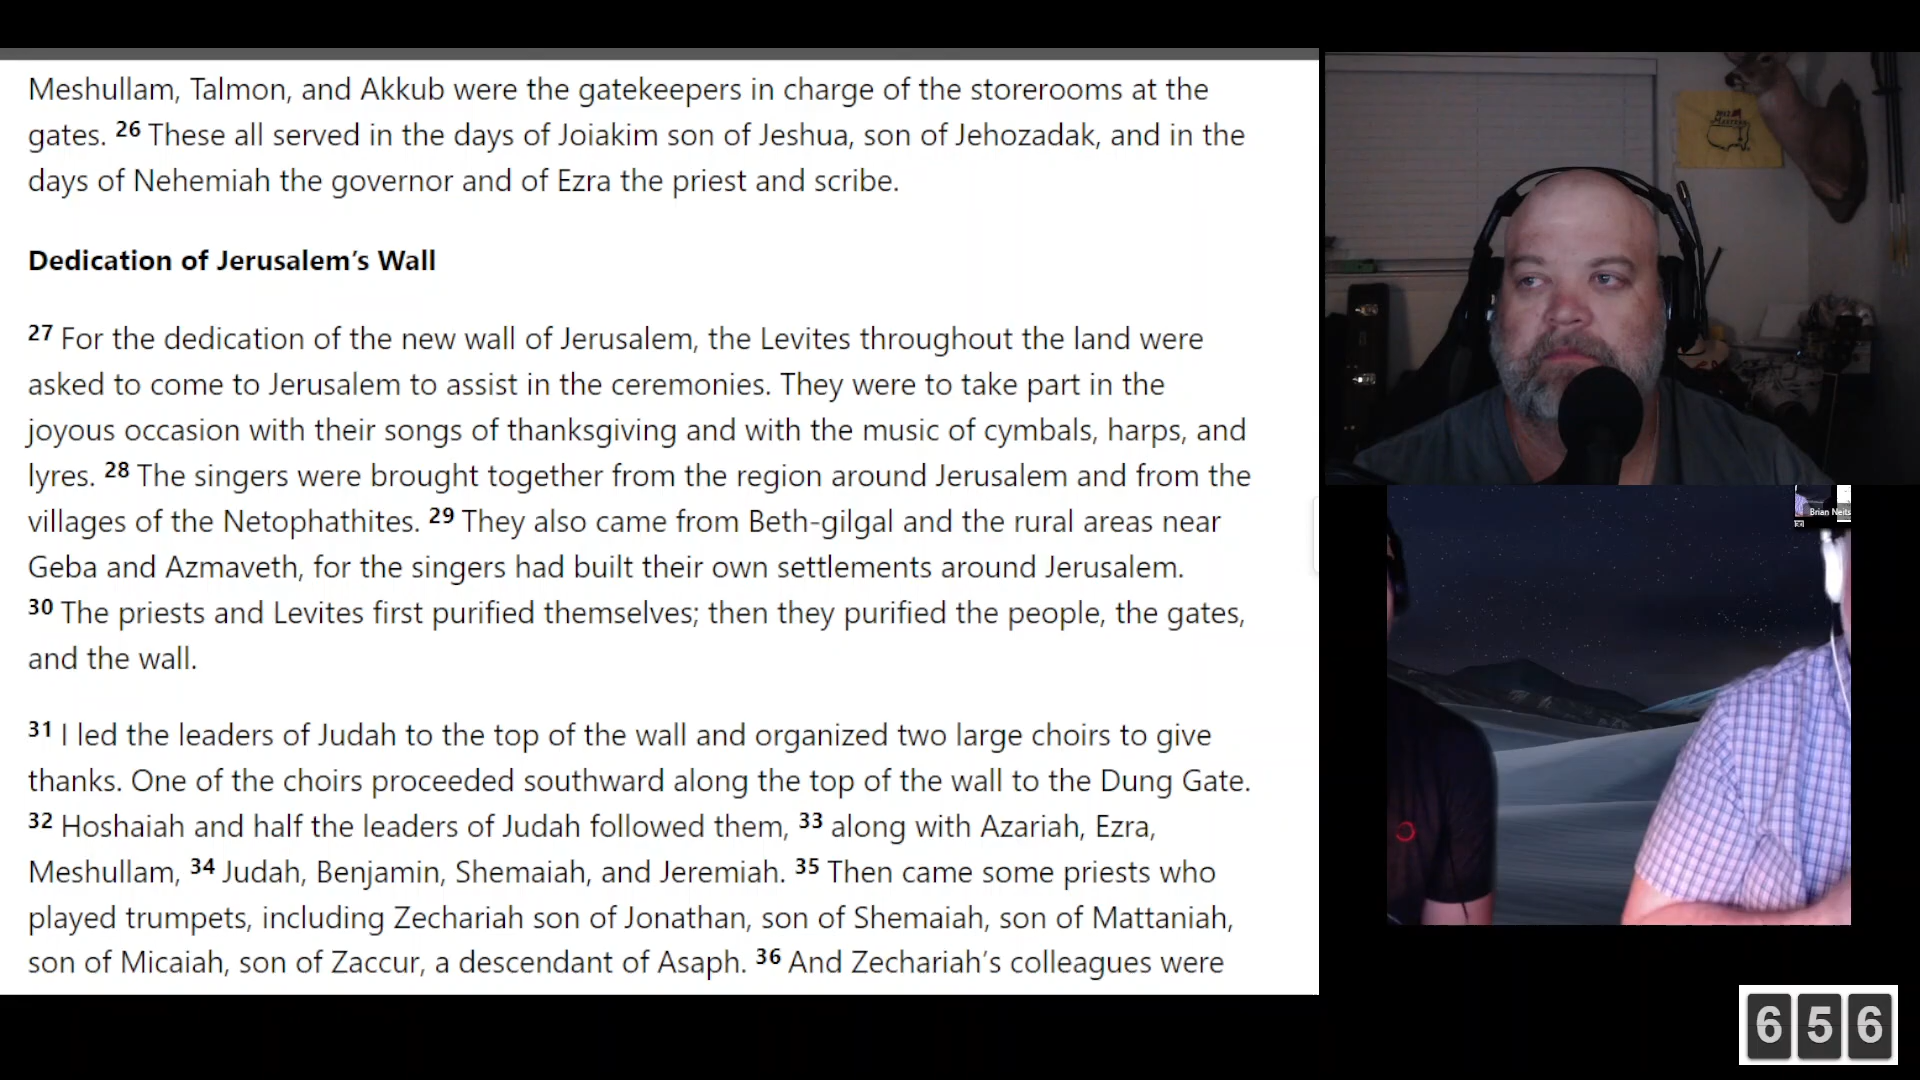 Meshullam, Talmon, and Akkub were the gatekeepers in charge of the storerooms at the
gates. 26 These all served in the days of Joiakim son of Jeshua, son of Jehozadak, and in the
days of Nehemiah the governor and of Ezra the priest and scribe.
Dedication of Jerusalem’s Wall
27 For the dedication of the new wall of Jerusalem, the Levites throughout the land were
asked to come to Jerusalem to assist in the ceremonies. They were to take part in the
joyous occasion with their songs of thanksgiving and with the music of cymbals, harps, and
lyres. 28 The singers were brought together from the region around Jerusalem and from the
villages of the Netophathites. 29 They also came from Beth-gilgal and the rural areas near
Geba and Azmaveth, for the singers had built their own settlements around Jerusalem.
30 The priests and Levites first purified themselves; then they purified the people, the gates,
and the wall.
31 I led the leaders of Judah to the top of the wall and organized two large choirs to give
thanks. One of the choirs proceeded southward along the top of the wall to the Dung Gate.
32 Hoshaiah and half the leaders of Judah followed them, 33 along with Azariah, Ezra,
Meshullam, 34 Judah, Benjamin, Shemaiah, and Jeremiah. 35 Then came some priests who
played trumpets, including Zechariah son of Jonathan, son of Shemaiah, son of Mattaniah,
son of Micaiah, son of Zaccur, a descendant of Asaph. 36 And Zechariah’s colleagues were
Masters
Brian Neits
656